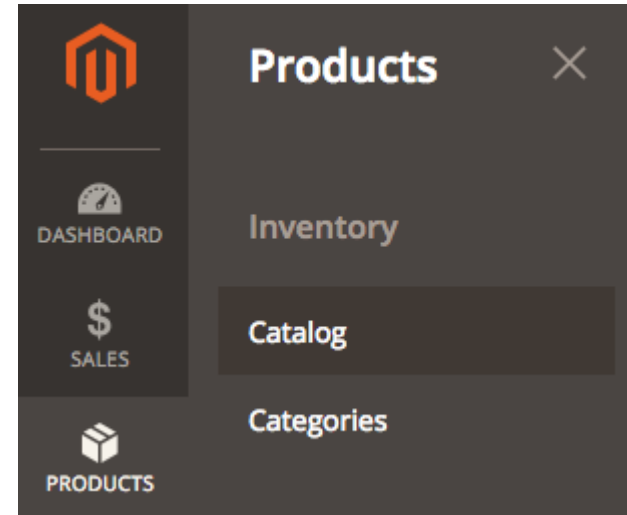 Products
DASHBOARD
Inventory
$
SALES
Catalog
Categories
PRODUCTS